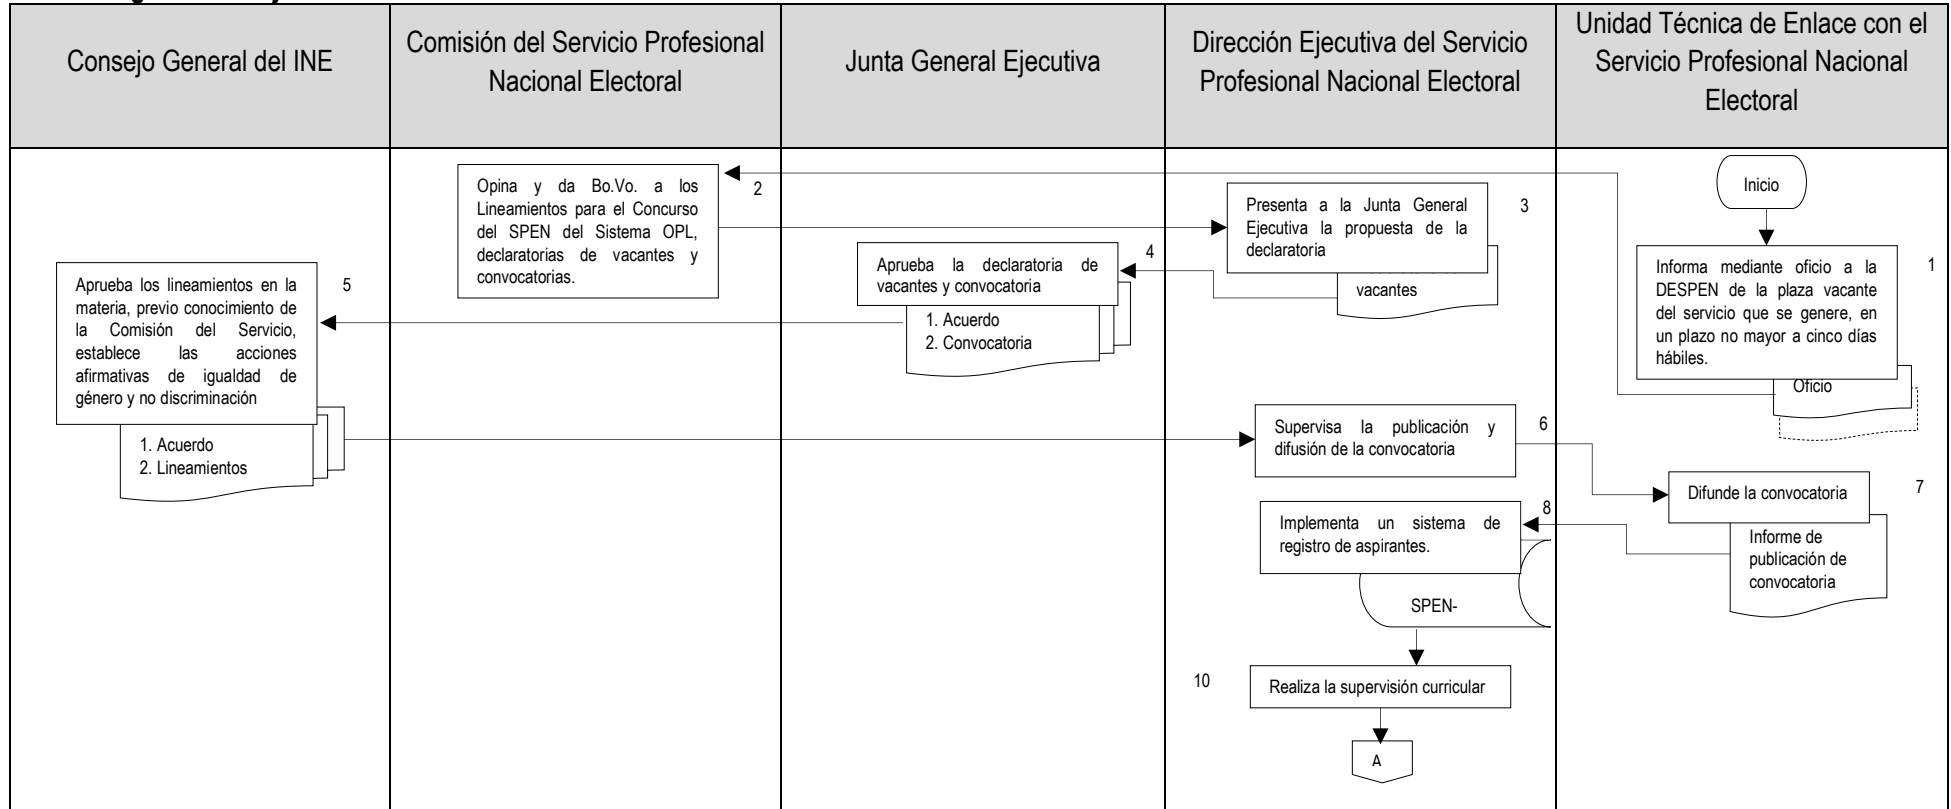 Consejo General del INE
Comisión del Servicio Profesional
Nacional Electoral
Junta General Ejecutiva
Dirección Ejecutiva del Servicio
Profesional Nacional Electoral
Unidad Técnica de Enlace con el
Servicio Profesional Nacional
Electoral
Inicio
1
Informa mediante oficio a la
DESPEN de la plaza vacante
del servicio que se genere, en
un plazo no mayor a cinco días
hábiles.
Oficio
2
Opina y da Bo.Vo. a los
Lineamientos para el Concurso
del SPEN del Sistema OPL,
declaratorias de vacantes y
convocatorias.
3
Presenta a la Junta General
Ejecutiva la propuesta de la
declaratoria
vacantes
4
Aprueba la declaratoria de
vacantes y convocatoria
1. Acuerdo
2. Convocatoria
5
Aprueba los lineamientos en la
materia, previo conocimiento de
la Comisión del Servicio,
establece las acciones
afirmativas de igualdad de
género y no discriminación
1. Acuerdo
2. Lineamientos
6
Supervisa la publicación y
difusión de la convocatoria
7
Difunde la convocatoria
Informe de
publicación de
convocatoria
8
Implementa un sistema de
registro de aspirantes.
SPEN-
10
Realiza la supervisión curricular
A